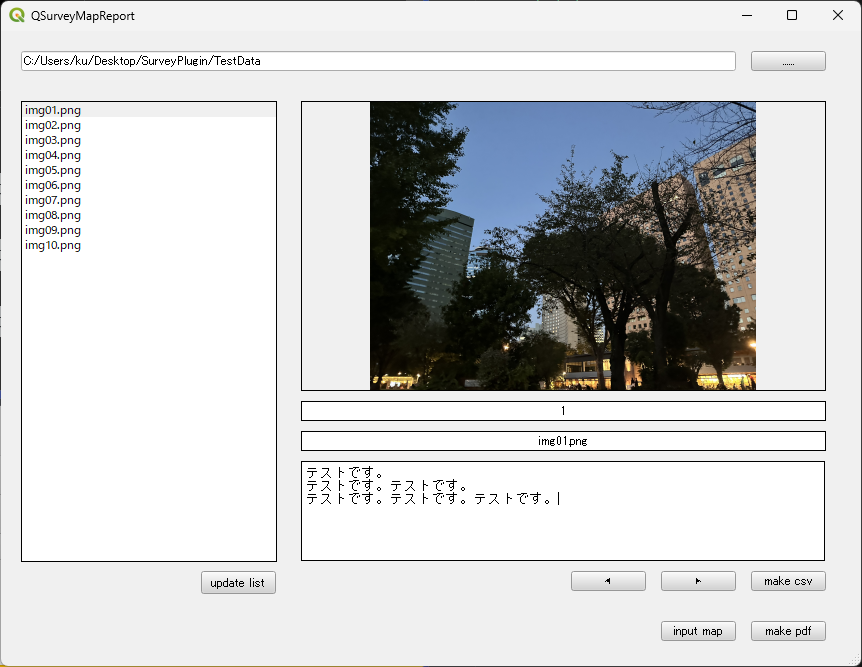 QSurveyMapReport
C:/Users/ku/Desktop/SurveyPlugin/TestData
......
img01.png
img02.png
img03.png
img04.png
img05.png
img06.png
img07.png
img08.png
img09.png
img10.png
1
img01.png
テストです。
テストです。テストです。
テストです。テストです。テストです。
update list
make csv
input map
make pdf